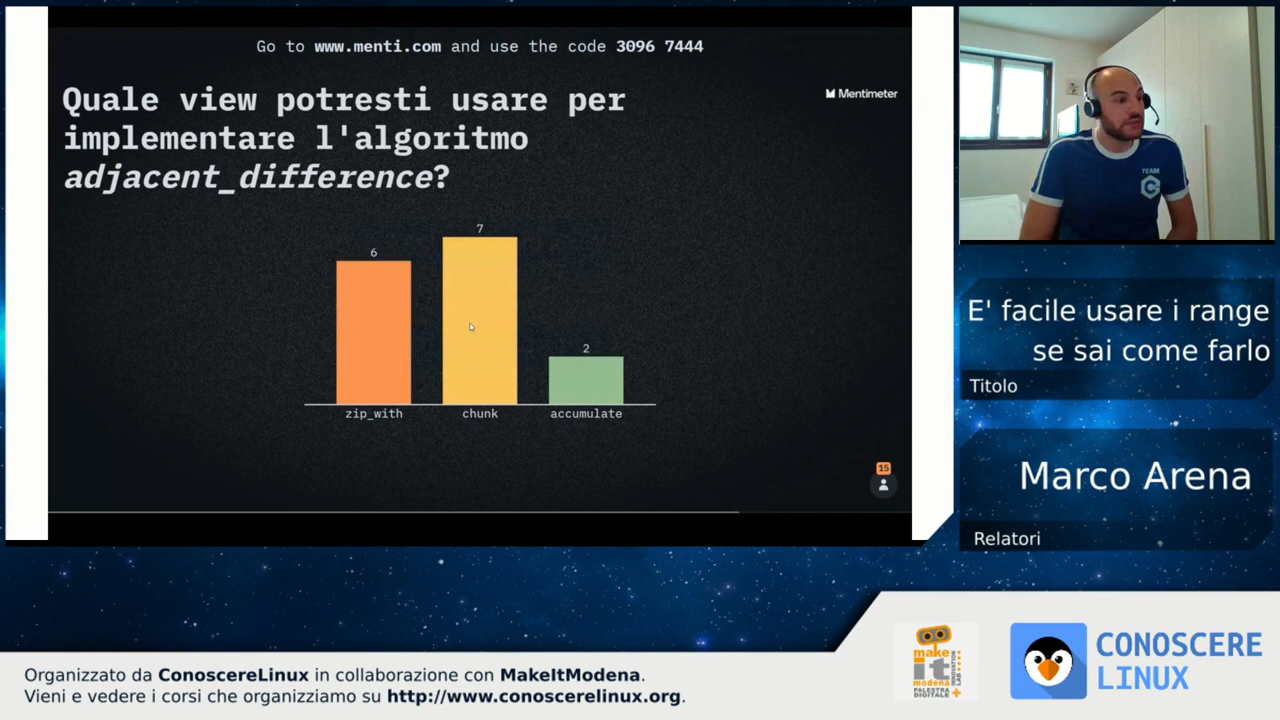 Go to www.menti.com and use the code 3096 7444
Quale view potresti usare per
implementare l'algoritmo
adjacent_difference?
Mentimeter
6
7
2
zip_with
chunk
accumulate
15
TEAM
E' facile usare i range
se sai come farlo
Titolo
Marco Arena
Relatori
make
it
modena
PALESTRA
DIGITALE
INNOVATION
LAB
CONOSCERE
LINUX
Organizzato da ConoscereLinux in collaborazione con MakeItModena.
Vieni e vedere i corsi che organizziamo su http://www.conoscerelinux.org.